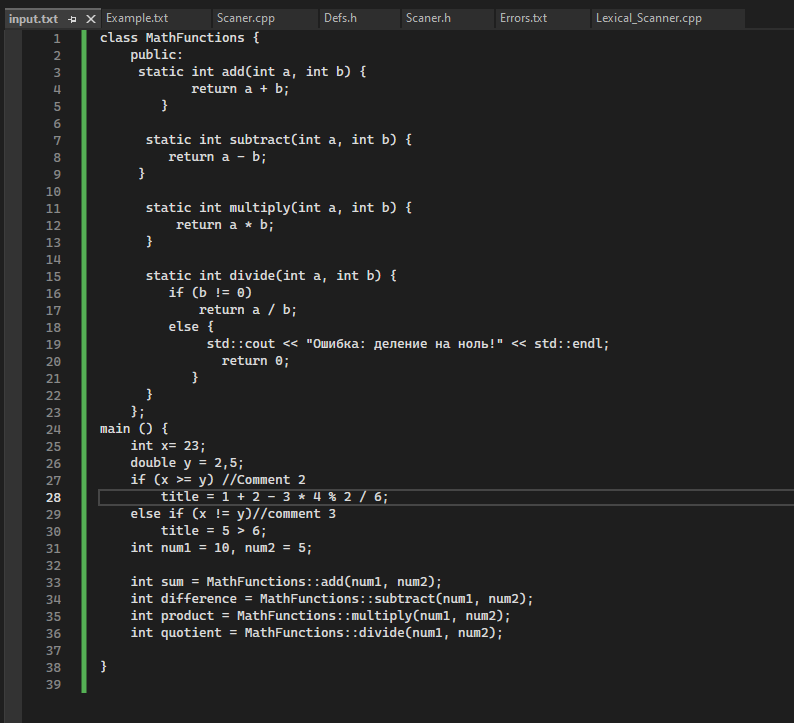 input.txt Example.txt Scaner.cpp Defs.h Scaner.h Errors.txt Lexical_Scanner.cpp
1 class MathFunctions {
2     public:
3      static int add(int a, int b) {
4             return a + b;
5         }
6
7       static int subtract(int a, int b) {
8          return a - b;
9      }
10
11       static int multiply(int a, int b) {
12           return a * b;
13       }
14
15       static int divide(int a, int b) {
16          if (b != 0)
17              return a / b;
18          else {
19               std::cout << "Ошибка: деление на ноль!" << std::endl;
20                 return 0;
21             }
22       }
23     };
24 main () {
25     int x= 23;
26     double y = 2,5;
27     if (x >= y) //Comment 2
28         title = 1 + 2 - 3 * 4 % 2 / 6;
29     else if (x != y)//comment 3
30         title = 5 > 6;
31     int num1 = 10, num2 = 5;
32
33     int sum = MathFunctions::add(num1, num2);
34     int difference = MathFunctions::subtract(num1, num2);
35     int product = MathFunctions::multiply(num1, num2);
36     int quotient = MathFunctions::divide(num1, num2);
37
38 }
39